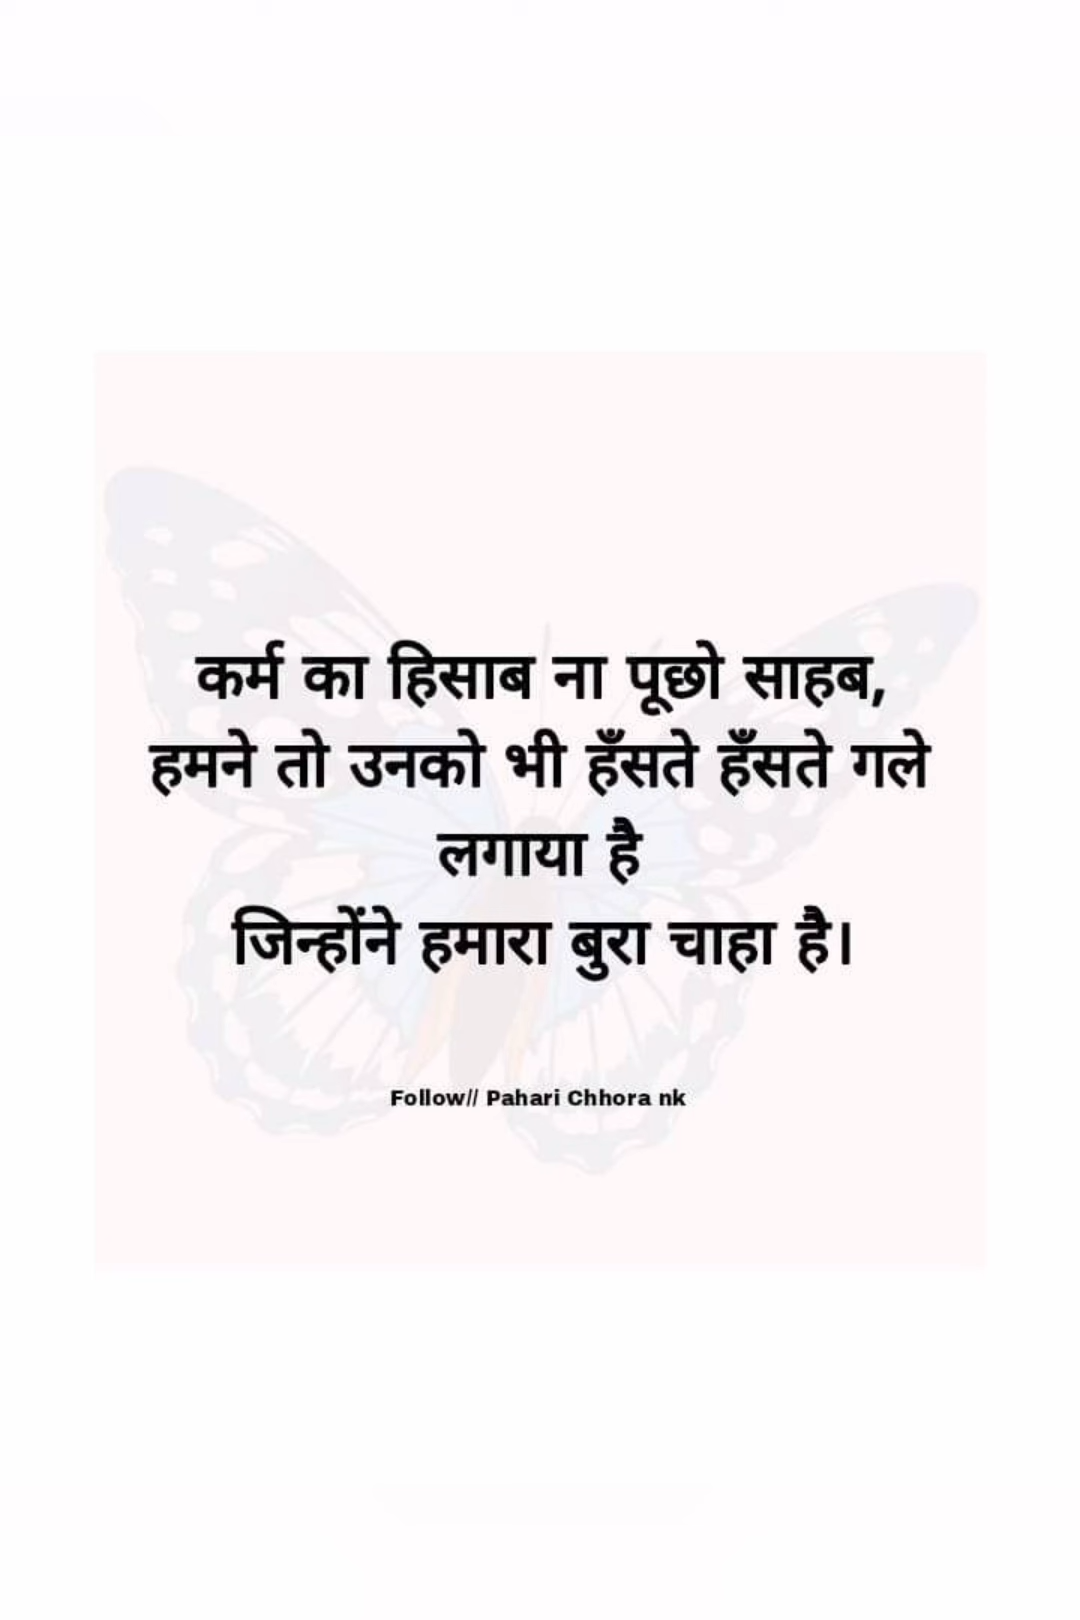 कर्म का हिसाब ना पूछो साहब,
हमने तो उनको भी हँसते हँसते गले
लगाया है
जिन्होंने हमारा बुरा चाहा है।
Follow// Pahari Chhora nk